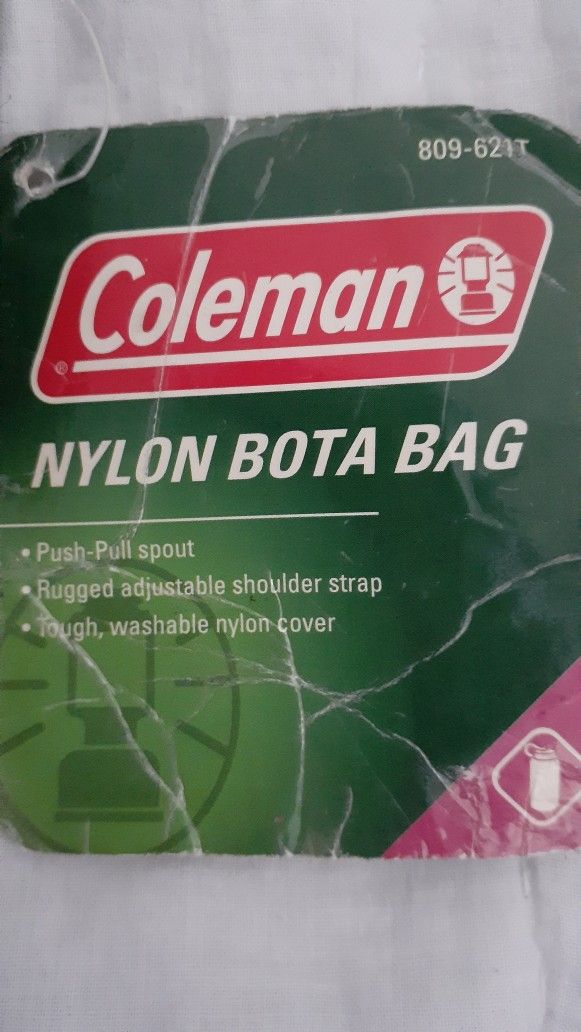 809-621T
Coleman
®
NYLON BOTA BAG
• Push-Pull spout
• Rugged adjustable shoulder strap
• Tough, washable nylon cover